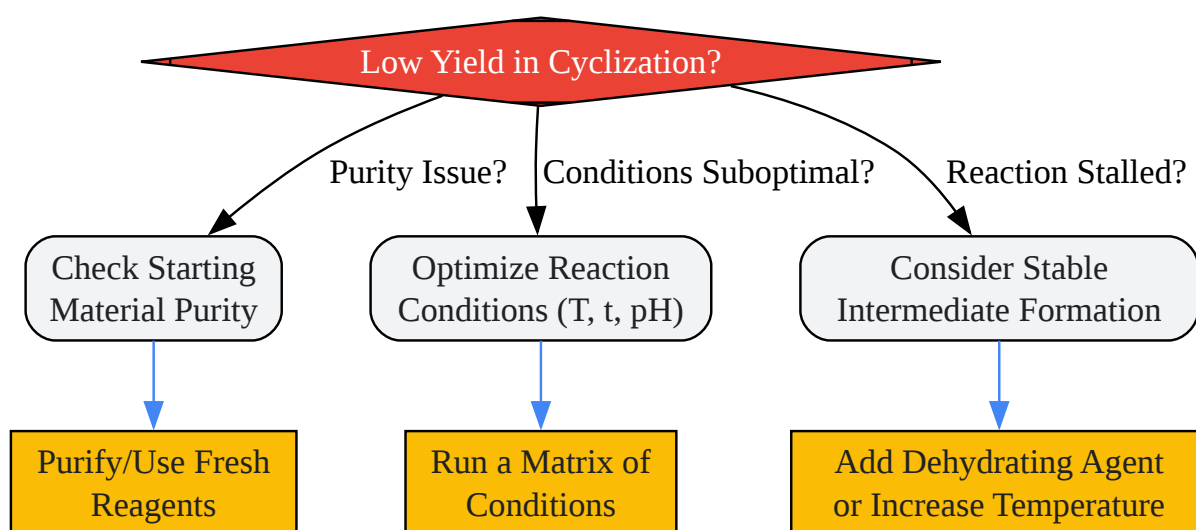 Low Yield in Cyclization?
Purity Issue?
Conditions Suboptimal?
Reaction Stalled?
Check Starting
Material Purity
Optimize Reaction
Conditions (T, t, pH)
Consider Stable
Intermediate Formation
Purify/Use Fresh
Reagents
Run a Matrix of
Conditions
Add Dehydrating Agent
or Increase Temperature